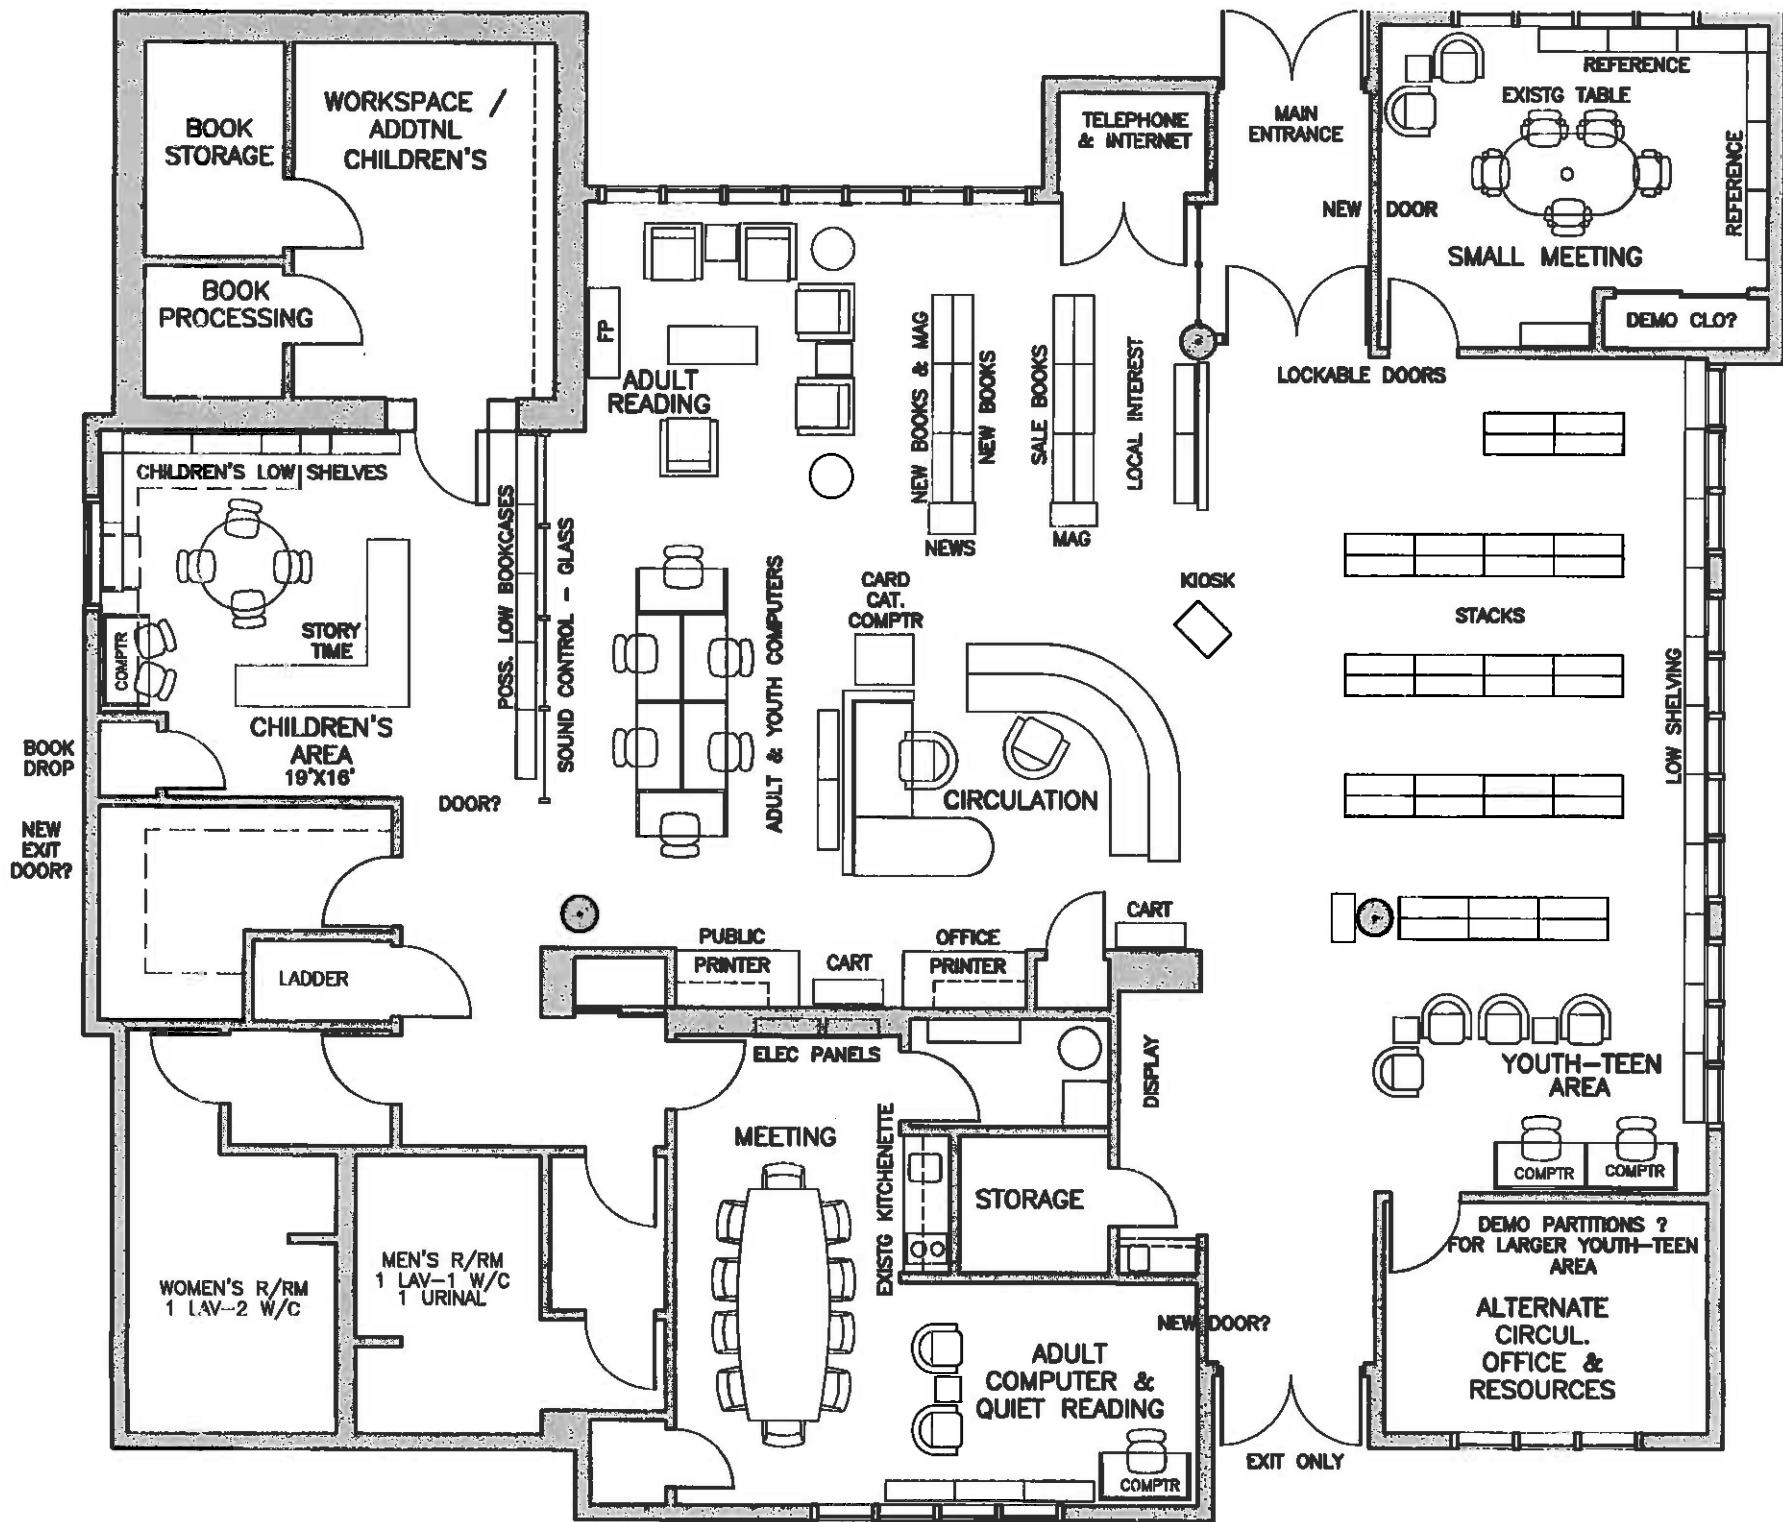 BOOK
STORAGE
WORKSPACE /
ADDTNL
CHILDREN'S
BOOK
PROCESSING
TELEPHONE
& INTERNET
MAIN
ENTRANCE
REFERENCE
EXISTG TABLE
REFERENCE
NEW DOOR
SMALL MEETING
DEMO CLO?
LOCKABLE DOORS
FP
ADULT
READING
NEW BOOKS & MAG
NEW BOOKS
SALE BOOKS
LOCAL INTEREST
NEWS
MAG
CHILDREN'S LOW SHELVES
POSS. LOW BOOKCASES
SOUND CONTROL - GLASS
STORY
TIME
COMPTR
CHILDREN'S
AREA
19'X16'
BOOK
DROP
NEW
EXIT
DOOR?
DOOR?
ADULT & YOUTH COMPUTERS
CARD
CAT.
COMPTR
KIOSK
STACKS
LOW SHELVING
CIRCULATION
LADDER
PUBLIC
PRINTER
CART
OFFICE
PRINTER
CART
ELEC PANELS
DISPLAY
YOUTH-TEEN
AREA
COMPTR
COMPTR
MEETING
EXISTG KITCHENETTE
STORAGE
WOMEN'S R/RM
1 LAV-2 W/C
MEN'S R/RM
1 LAV-1 W/C
1 URINAL
NEW DOOR?
ADULT
COMPUTER &
QUIET READING
COMPTR
EXIT ONLY
DEMO PARTITIONS ?
FOR LARGER YOUTH-TEEN
AREA
ALTERNATE
CIRCUL.
OFFICE &
RESOURCES